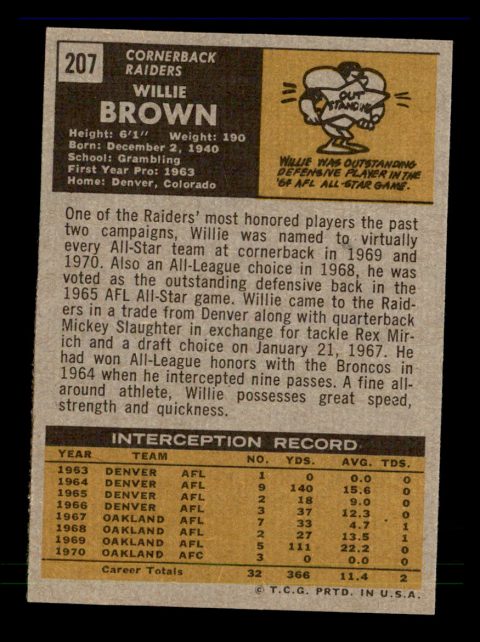 207
CORNERBACK
RAIDERS
WILLIE
BROWN
Height: 6'1" Weight: 190
Born: December 2, 1940
School: Grambling
First Year Pro: 1963
Home: Denver, Colorado
OUT
STANDING
WILLIE WAS OUTSTANDING
DEFENSIVE PLAYER IN THE
'64 AFL ALL-STAR GAME.
One of the Raiders' most honored players the past
two campaigns, Willie was named to virtually
every All-Star team at cornerback in 1969 and
1970. Also an All-League choice in 1968, he was
voted as the outstanding defensive back in the
1965 AFL All-Star game. Willie came to the Raid-
ers in a trade from Denver along with quarterback
Mickey Slaughter in exchange for tackle Rex Mir-
ich and a draft choice on January 21, 1967. He
had won All-League honors with the Broncos in
1964 when he intercepted nine passes. A fine all-
around athlete, Willie possesses great speed,
strength and quickness.
INTERCEPTION RECORD
YEAR TEAM NO. YDS. AVG. TDS.
1963 DENVER AFL 1 0 0.0 0
1964 DENVER AFL 9 140 15.6 0
1965 DENVER AFL 2 18 9.0 0
1966 DENVER AFL 3 37 12.3 0
1967 OAKLAND AFL 7 33 4.7 1
1968 OAKLAND AFL 2 27 13.5 1
1969 OAKLAND AFL 5 111 22.2 0
1970 OAKLAND AFC 3 0 0.0 0
Career Totals 32 366 11.4 2
© T.C.G. PRTD. IN U.S.A.